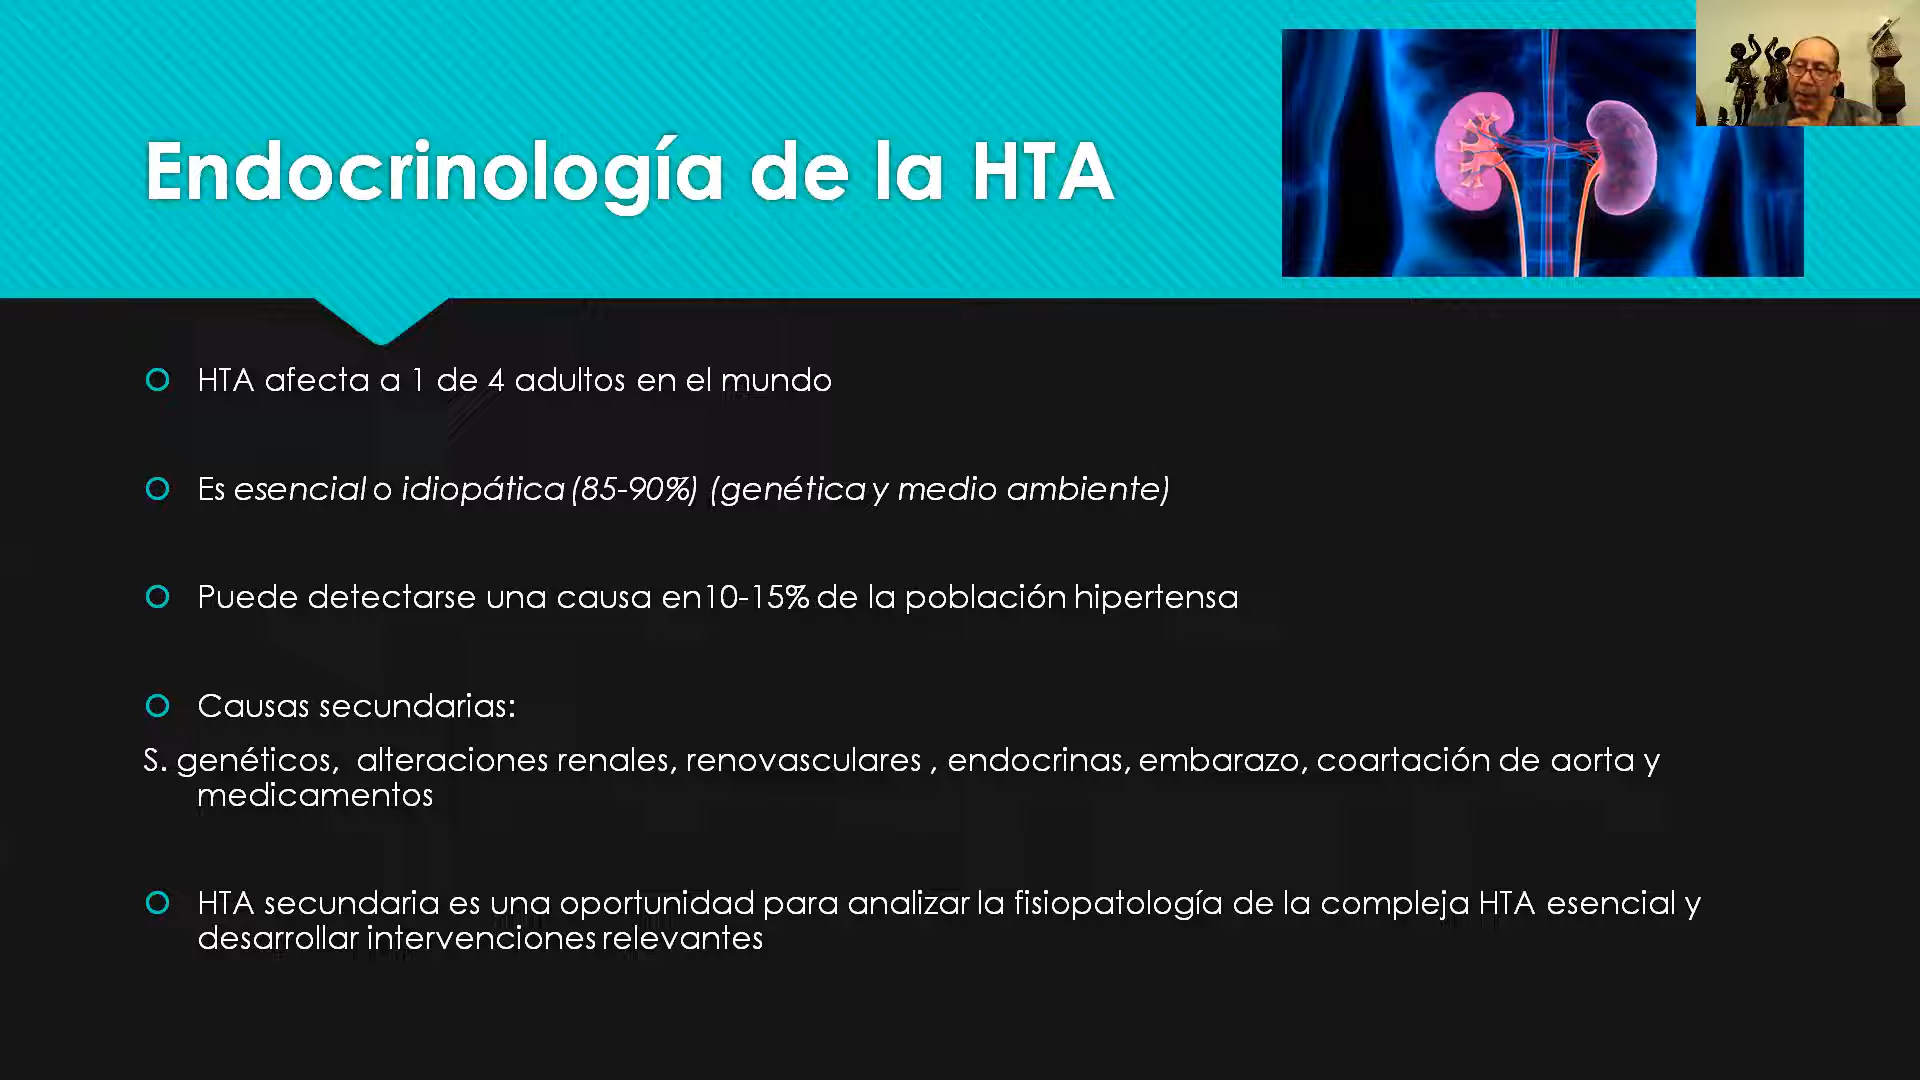 Endocrinología de la HTA
HTA afecta a 1 de 4 adultos en el mundo
Es esencial o idiopática (85-90%) (genética y medio ambiente)
Puede detectarse una causa en10-15% de la población hipertensa
Causas secundarias:
S. genéticos, alteraciones renales, renovasculares , endocrinas, embarazo, coartación de aorta y
medicamentos
HTA secundaria es una oportunidad para analizar la fisiopatología de la compleja HTA esencial y
desarrollar intervenciones relevantes